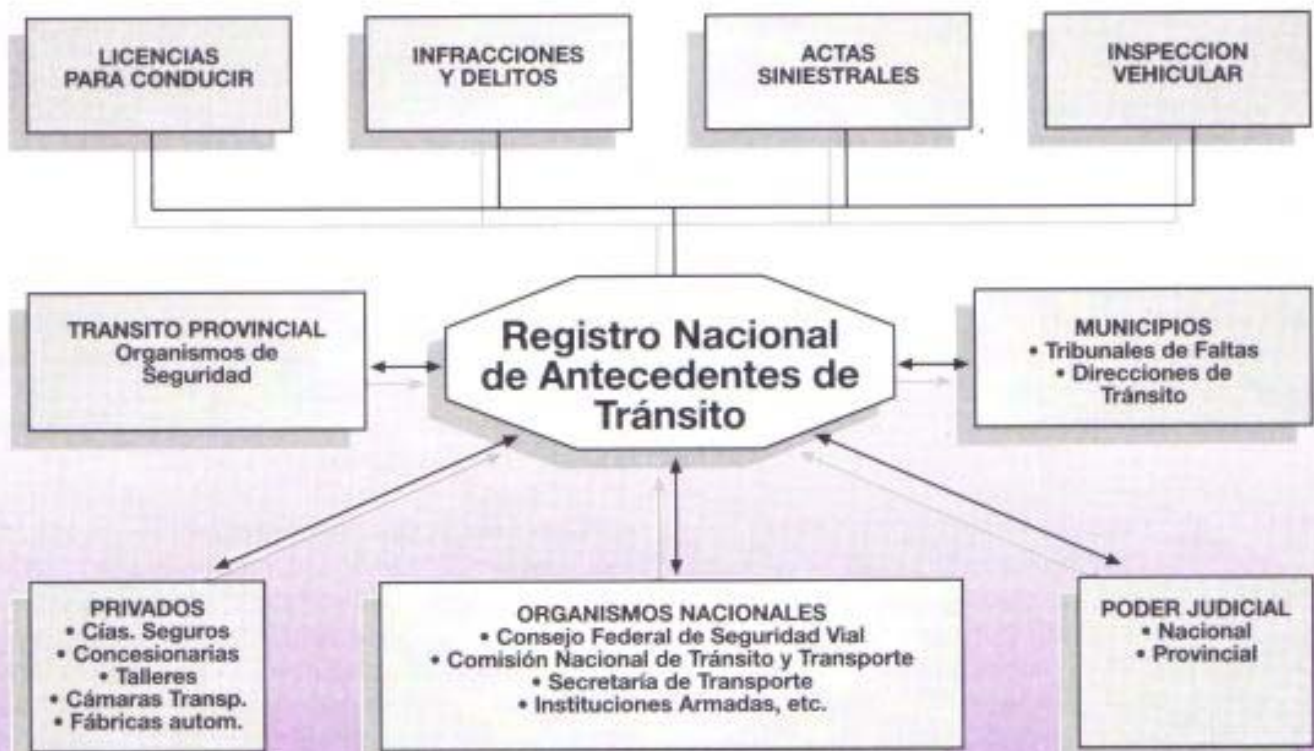 LICENCIAS
PARA CONDUCIR
INFRACCIONES
Y DELITOS
ACTAS
SINIESTRALES
INSPECCION
VEHICULAR
TRANSITO PROVINCIAL
Organismos de
Seguridad
Registro Nacional
de Antecedentes de
Tránsito
MUNICIPIOS
• Tribunales de Faltas
• Direcciones de
Tránsito
PRIVADOS
• Cías. Seguros
• Concesionarias
• Talleres
• Cámaras Transp.
• Fábricas autom.
ORGANISMOS NACIONALES
• Consejo Federal de Seguridad Vial
• Comisión Nacional de Tránsito y Transporte
• Secretaría de Transporte
• Instituciones Armadas, etc.
PODER JUDICIAL
• Nacional
• Provincial